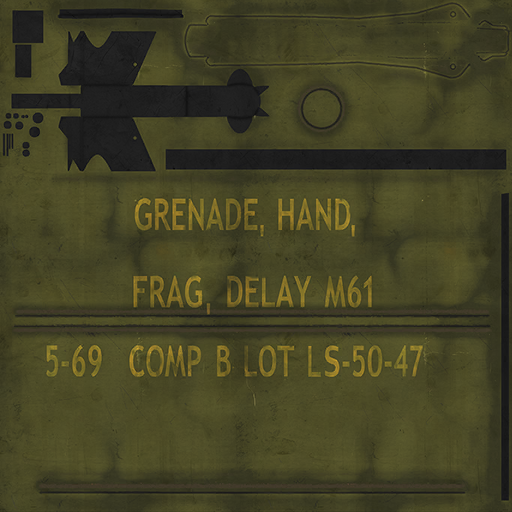 GRENADE, HAND,
FRAG, DELAY M61
5-69 COMP B LOT LS-50-47